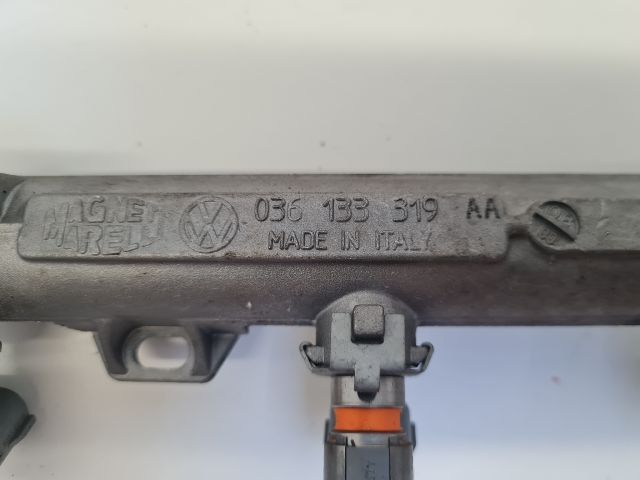 MAGNETI
MARELLI
VW
036 133 319 AA
MADE IN ITALY